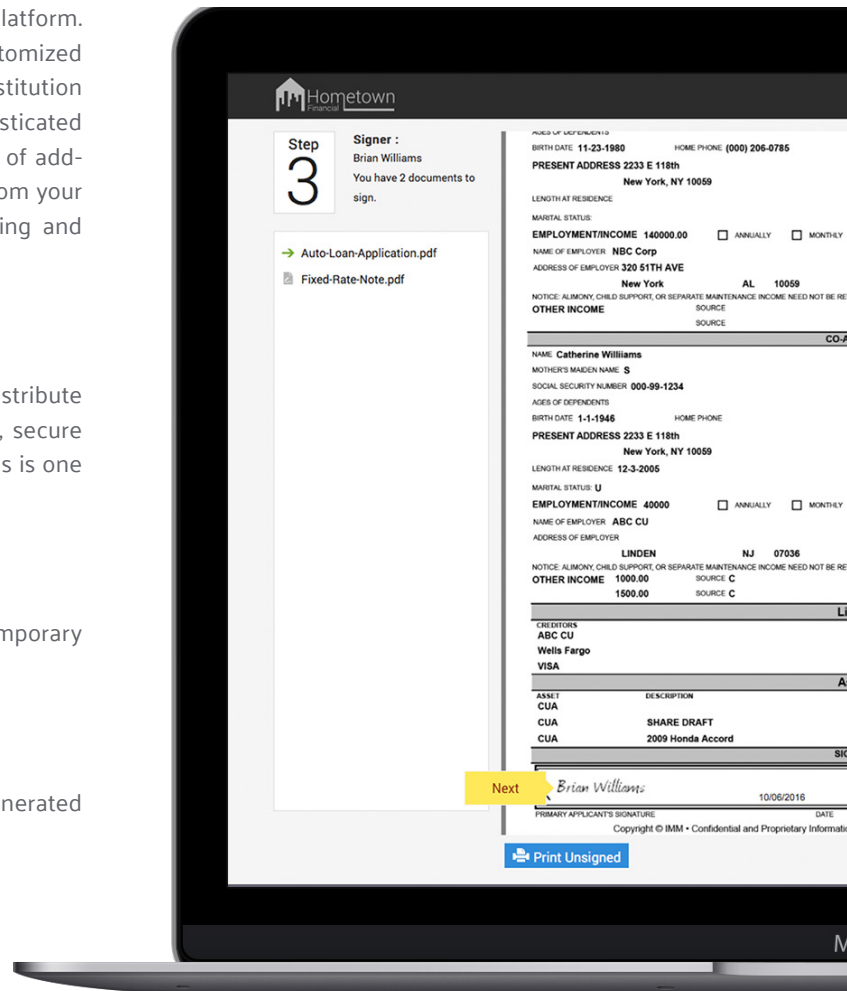 latform.
tomized
stitution
sticated
of add-
om your
ing and
stribute
, secure
s is one
mporary
nerated
Hometown
Financial
Step
3
Signer :
Brian Williams
You have 2 documents to
sign.
Auto-Loan-Application.pdf
Fixed-Rate-Note.pdf
AGES OF DEPENDENTS
BIRTH DATE 11-23-1980 HOME PHONE (000) 206-0785
PRESENT ADDRESS 2233 E 118th
New York, NY 10059
LENGTH AT RESIDENCE
MARITAL STATUS:
EMPLOYMENT/INCOME 140000.00 ANNUALLY MONTHLY
NAME OF EMPLOYER NBC Corp
ADDRESS OF EMPLOYER 320 51TH AVE
New York AL 10059
NOTICE: ALIMONY, CHILD SUPPORT, OR SEPARATE MAINTENANCE INCOME NEED NOT BE RE
OTHER INCOME SOURCE
SOURCE
CO-A
NAME Catherine Williiams
MOTHER'S MAIDEN NAME S
SOCIAL SECURITY NUMBER 000-99-1234
AGES OF DEPENDENTS
BIRTH DATE 1-1-1946 HOME PHONE
PRESENT ADDRESS 2233 E 118th
New York, NY 10059
LENGTH AT RESIDENCE 12-3-2005
MARITAL STATUS: U
EMPLOYMENT/INCOME 40000 ANNUALLY MONTHLY
NAME OF EMPLOYER ABC CU
ADDRESS OF EMPLOYER
LINDEN NJ 07036
NOTICE: ALIMONY, CHILD SUPPORT, OR SEPARATE MAINTENANCE INCOME NEED NOT BE RE
OTHER INCOME 1000.00 SOURCE C
1500.00 SOURCE C
Li
CREDITORS
ABC CU
Wells Fargo
VISA
As
ASSET DESCRIPTION
CUA
CUA SHARE DRAFT
CUA 2009 Honda Accord
SIG
Next
Brian Williams
10/06/2016
PRIMARY APPLICANT'S SIGNATURE DATE
Copyright © IMM • Confidential and Proprietary Informatio
Print Unsigned
M